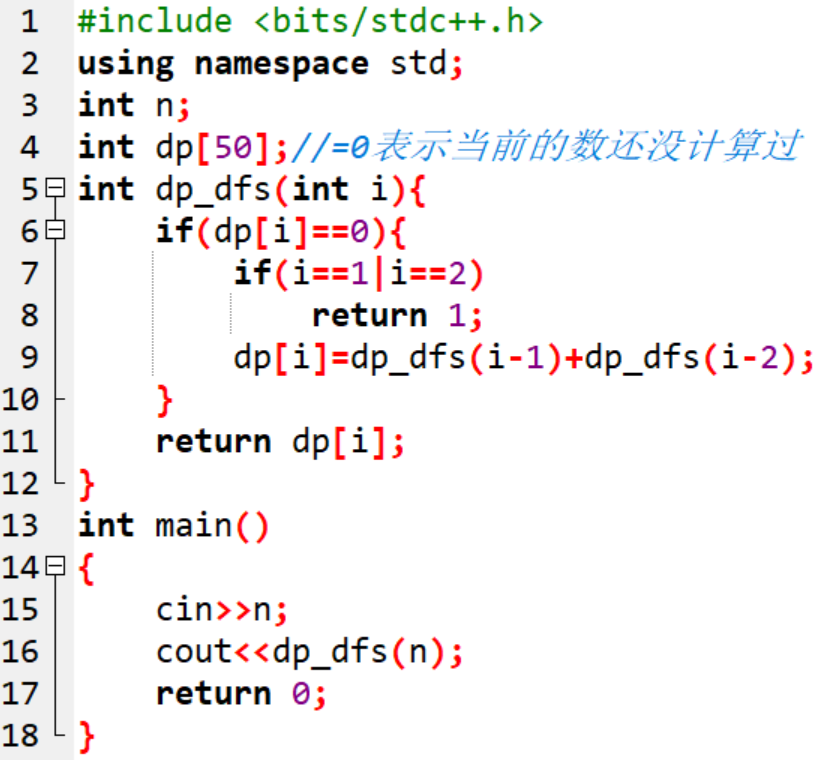 1 #include <bits/stdc++.h>
2 using namespace std;
3 int n;
4 int dp[50];//=0表示当前的数还没计算过
5 int dp_dfs(int i){
6     if(dp[i]==0){
7         if(i==1|i==2)
8             return 1;
9         dp[i]=dp_dfs(i-1)+dp_dfs(i-2);
10     }
11     return dp[i];
12 }
13 int main()
14 {
15     cin>>n;
16     cout<<dp_dfs(n);
17     return 0;
18 }